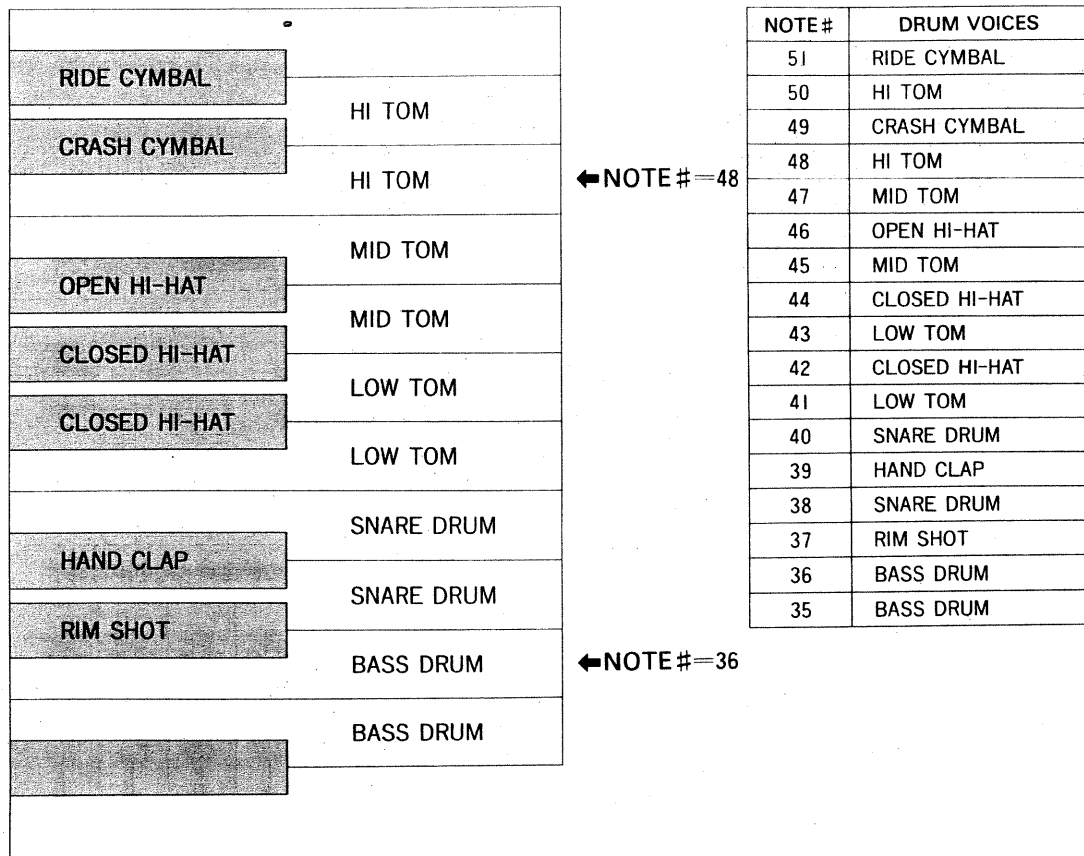 RIDE CYMBAL
HI TOM
CRASH CYMBAL
HI TOM
⬅NOTE♯=48
MID TOM
OPEN HI-HAT
MID TOM
CLOSED HI-HAT
LOW TOM
CLOSED HI-HAT
LOW TOM
SNARE DRUM
HAND CLAP
SNARE DRUM
RIM SHOT
BASS DRUM
⬅NOTE♯=36
BASS DRUM
NOTE♯ DRUM VOICES
51 RIDE CYMBAL
50 HI TOM
49 CRASH CYMBAL
48 HI TOM
47 MID TOM
46 OPEN HI-HAT
45 MID TOM
44 CLOSED HI-HAT
43 LOW TOM
42 CLOSED HI-HAT
41 LOW TOM
40 SNARE DRUM
39 HAND CLAP
38 SNARE DRUM
37 RIM SHOT
36 BASS DRUM
35 BASS DRUM